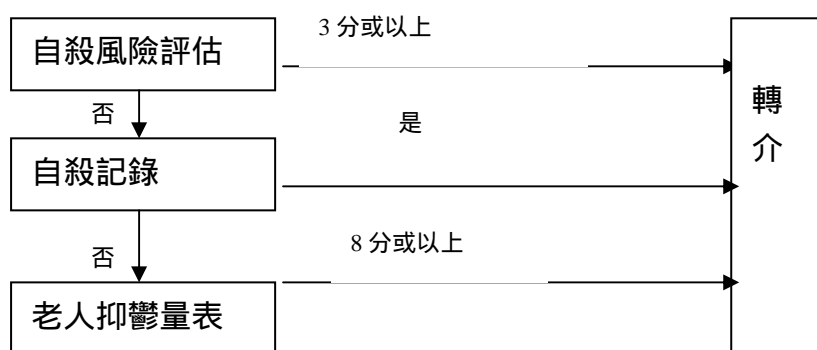 自殺風險評估
3 分或以上
轉介
否
是
自殺記錄
否
8 分或以上
老人抑鬱量表